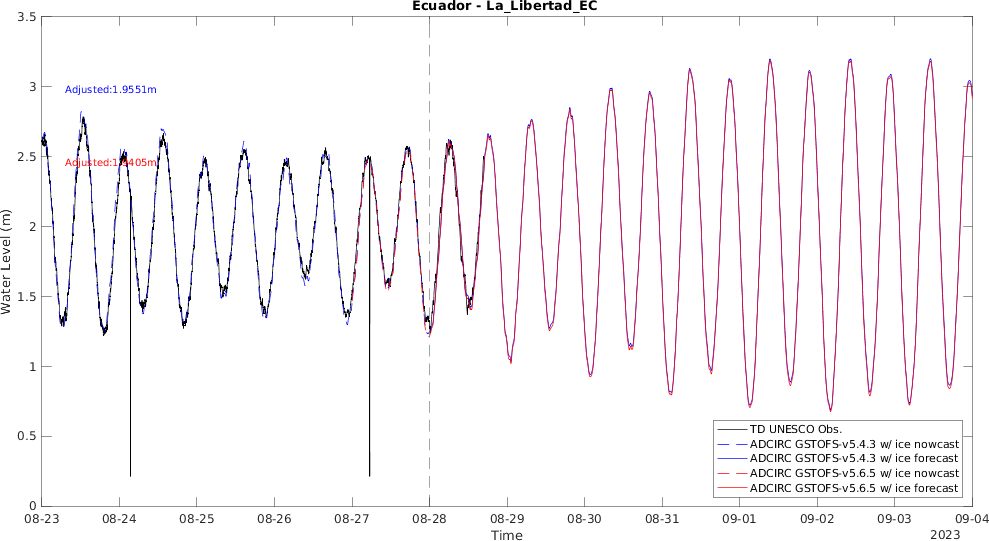 Ecuador - La_Libertad_EC
3.5
3
2.5
2
1.5
1
0.5
0
Water Level (m)
Adjusted:1.9551m
Adjusted:1.9405m
TD UNESCO Obs.
ADCIRC GSTOFS-v5.4.3 w/ ice nowcast
ADCIRC GSTOFS-v5.4.3 w/ ice forecast
ADCIRC GSTOFS-v5.6.5 w/ ice nowcast
ADCIRC GSTOFS-v5.6.5 w/ ice forecast
08-23 08-24 08-25 08-26 08-27 08-28 08-29 08-30 08-31 09-01 09-02 09-03 09-04
Time
2023